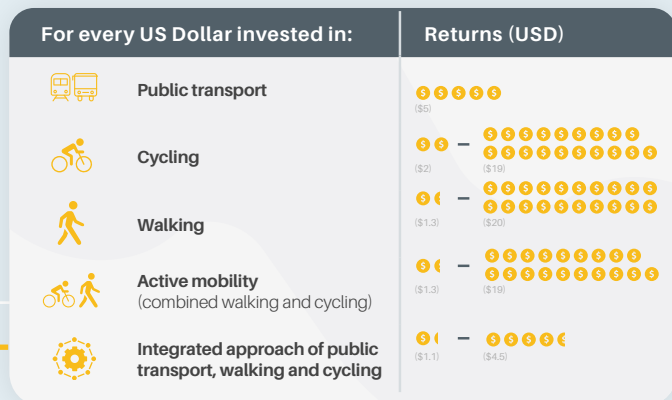 For every US Dollar invested in: Returns (USD)
Public transport
($5)
Cycling
($2) – ($19)
Walking
($1.3) – ($20)
Active mobility
(combined walking and cycling)
($1.3) – ($19)
Integrated approach of public
transport, walking and cycling
($1.1) – ($4.5)